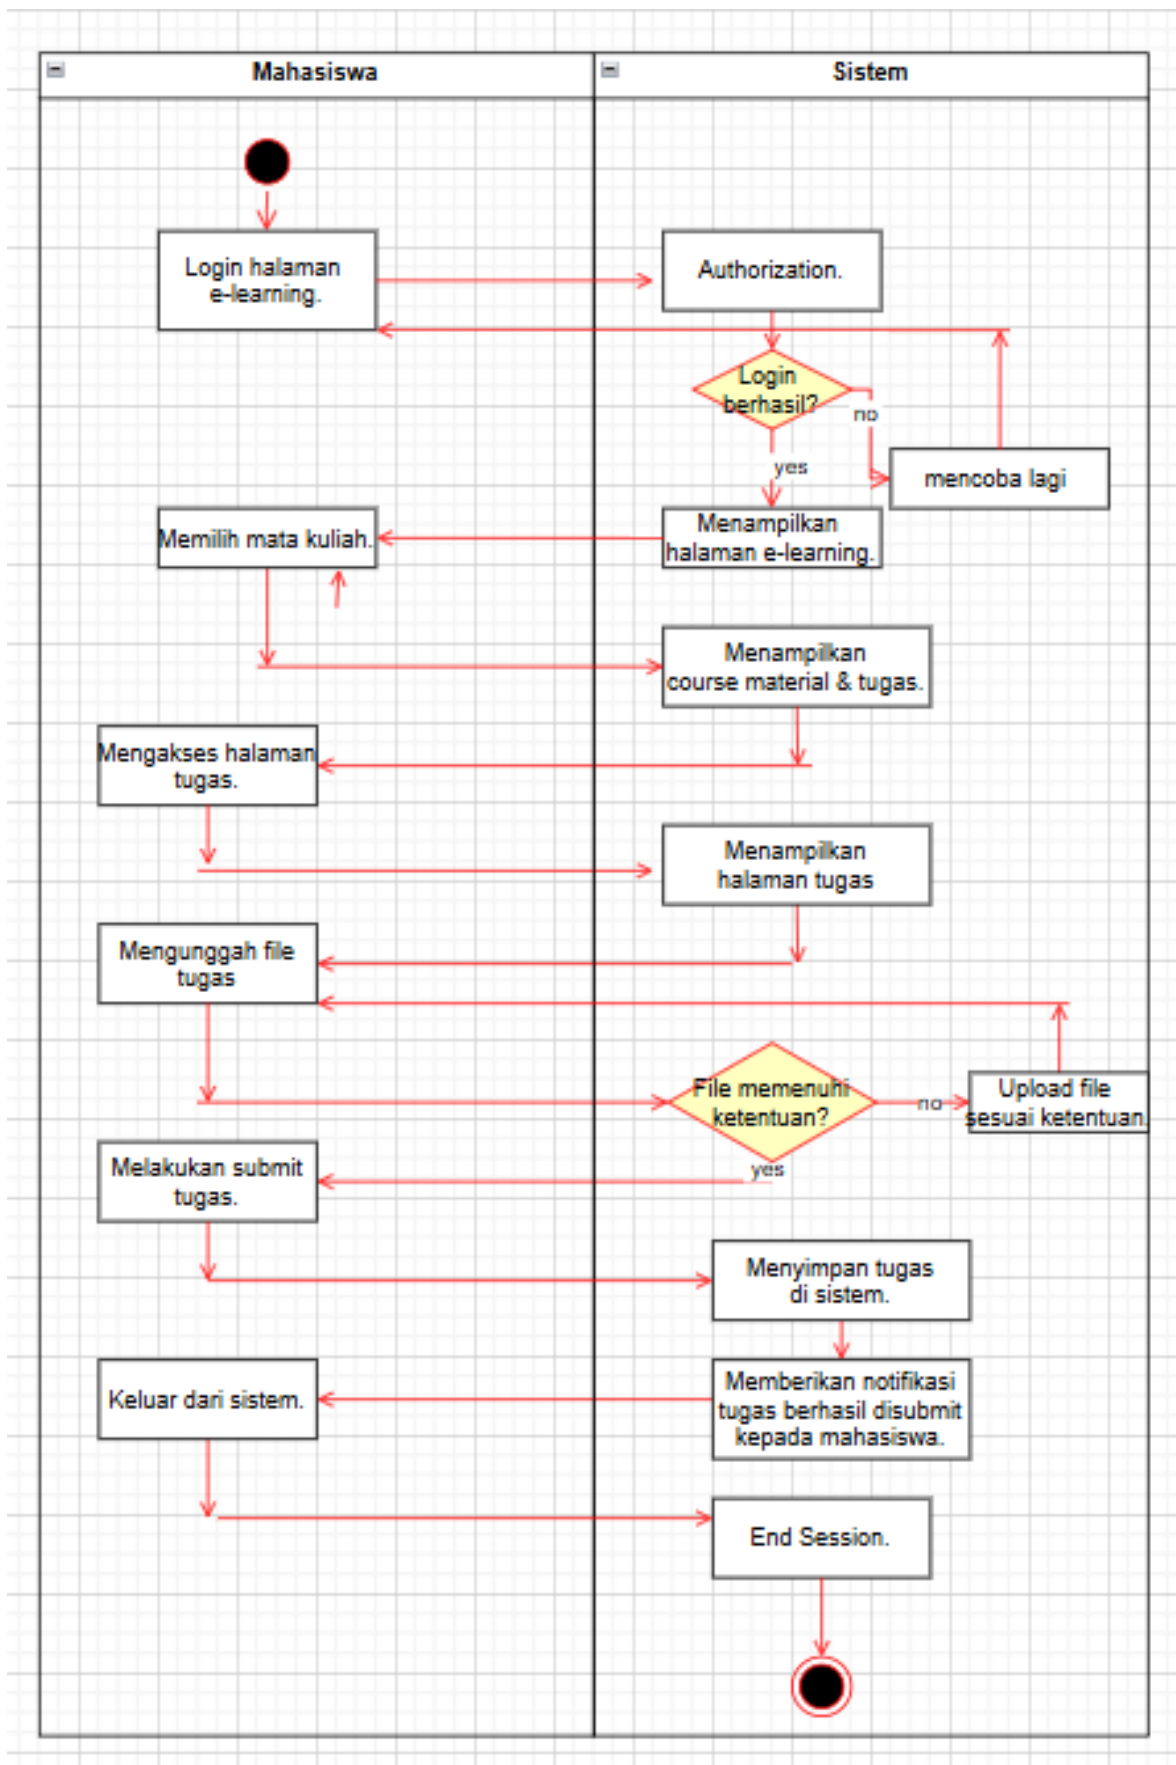 Mahasiswa
Sistem
Login halaman
e-learning.
Authorization.
Login
berhasil?
no
yes
mencoba lagi
Memilih mata kuliah.
Menampilkan
halaman e-learning.
Menampilkan
course material & tugas.
Mengakses halaman
tugas.
Menampilkan
halaman tugas
Mengunggah file
tugas
File memenuhi
ketentuan?
no
Upload file
sesuai ketentuan.
yes
Melakukan submit
tugas.
Menyimpan tugas
di sistem.
Keluar dari sistem.
Memberikan notifikasi
tugas berhasil disubmit
kepada mahasiswa.
End Session.